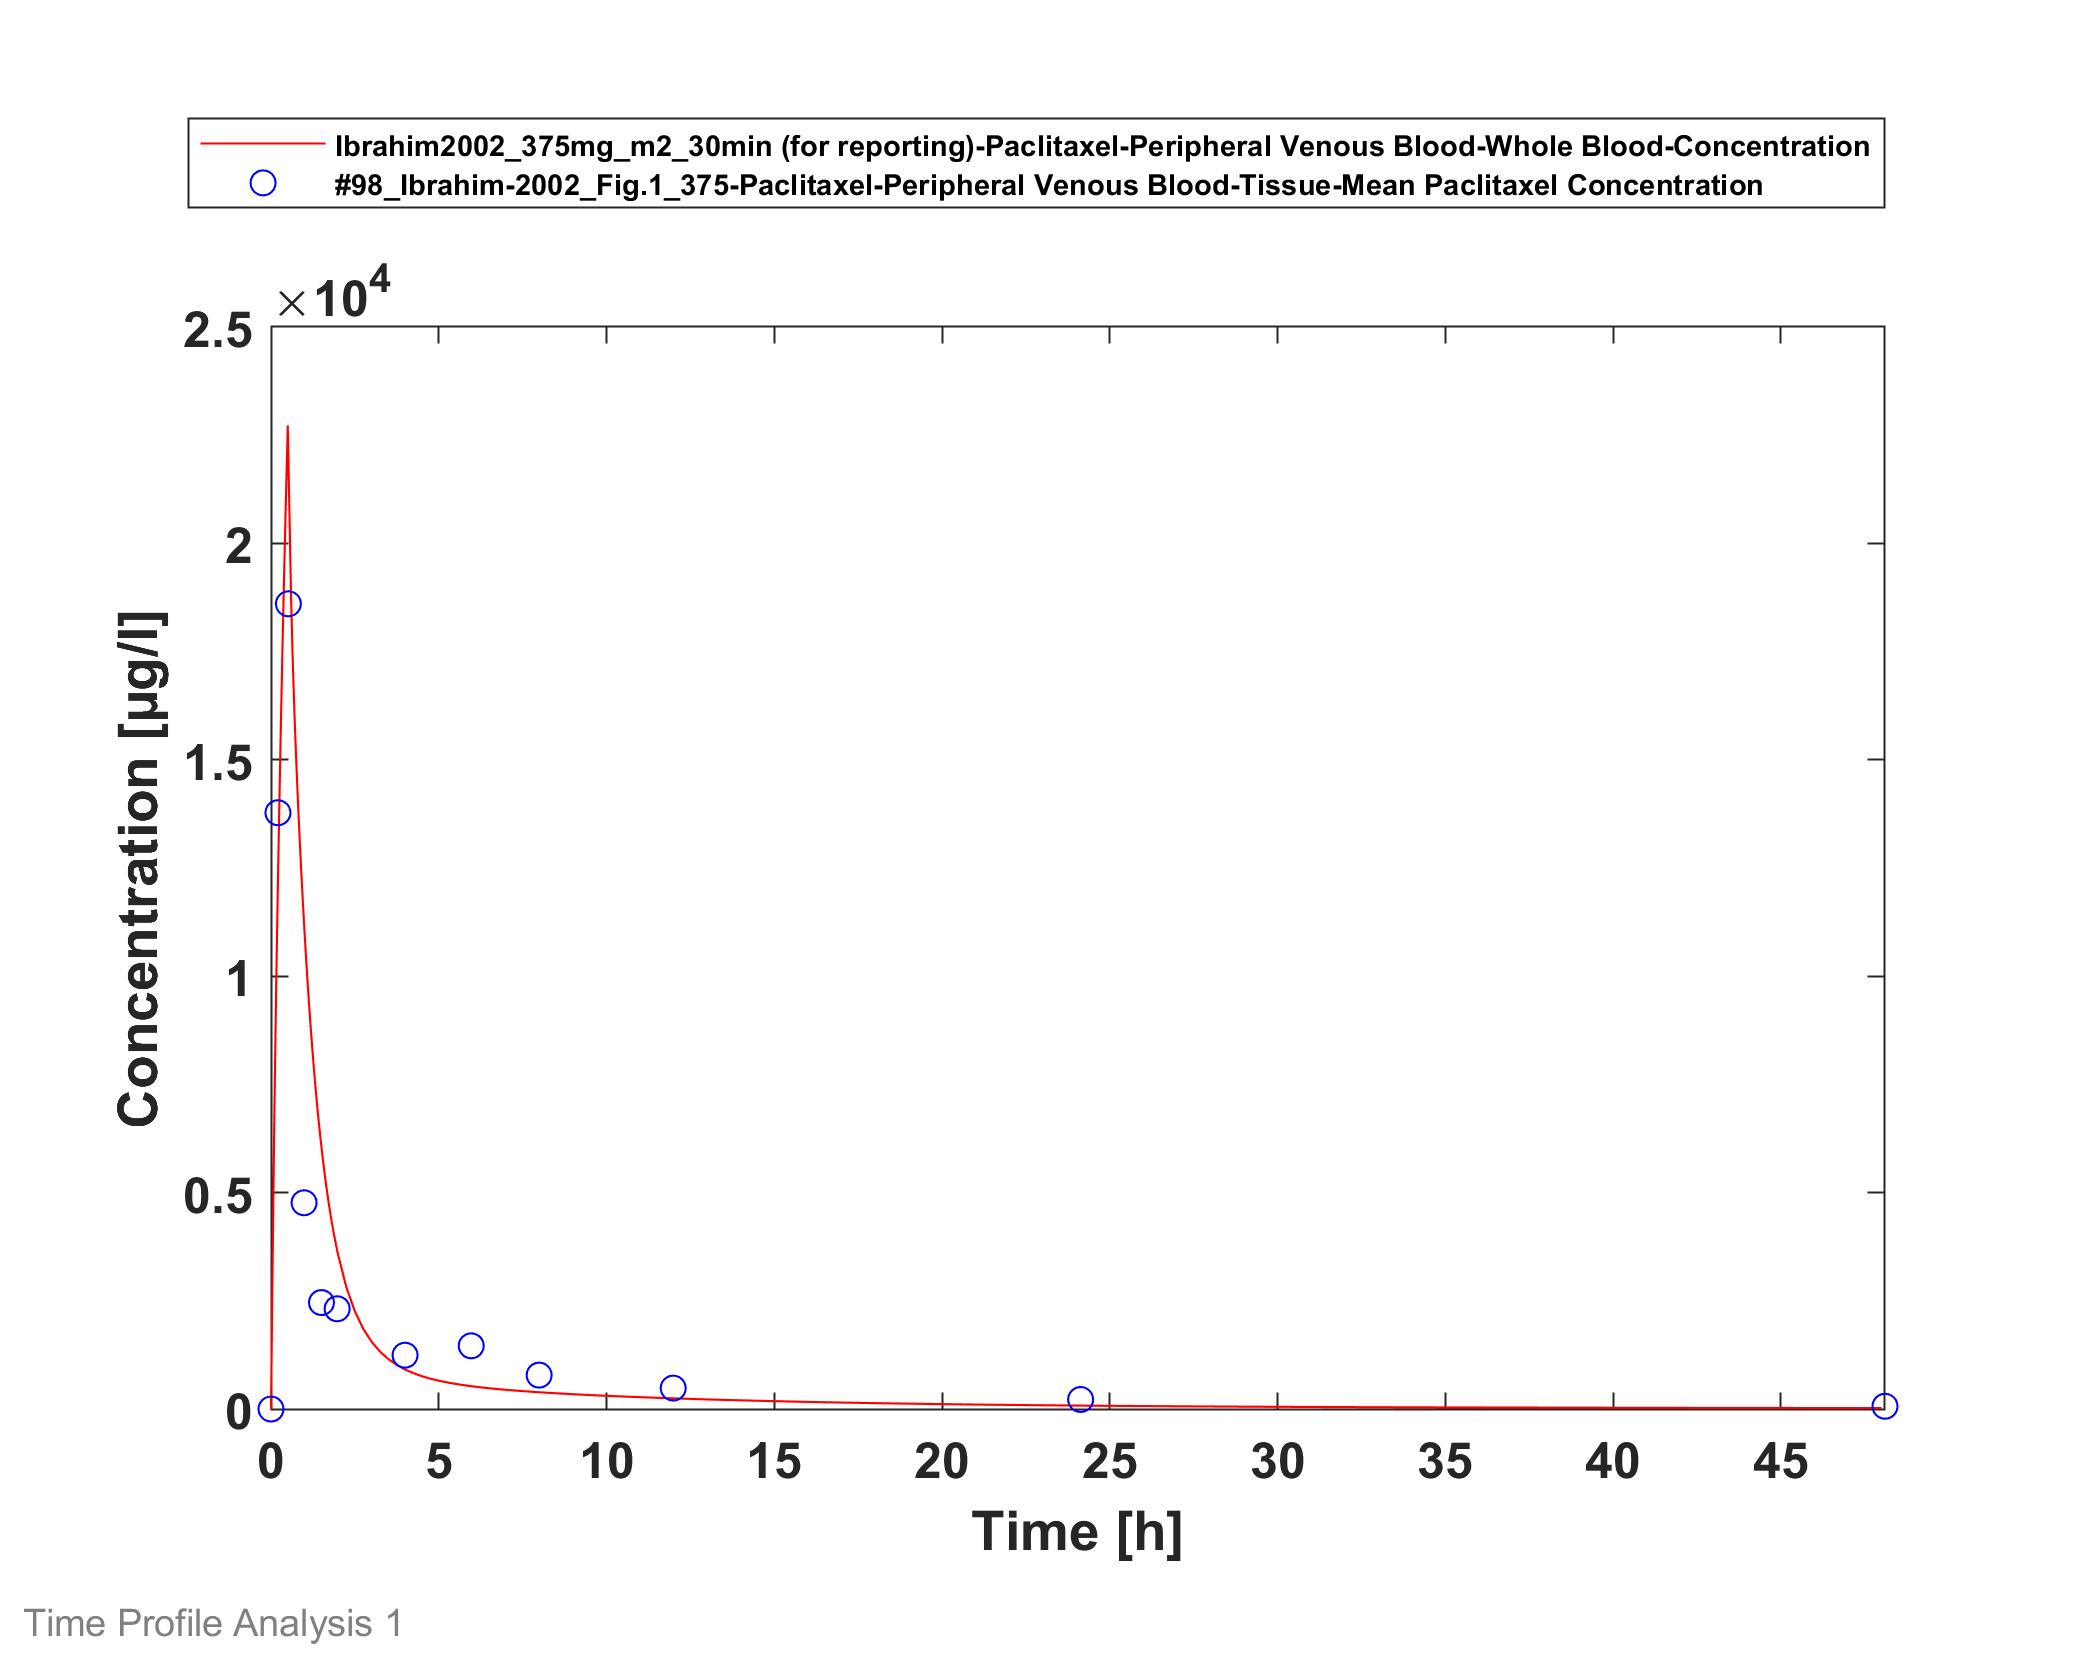 Ibrahim2002_375mg_m2_30min (for reporting)-Paclitaxel-Peripheral Venous Blood-Whole Blood-Concentration
#98_Ibrahim-2002_Fig.1_375-Paclitaxel-Peripheral Venous Blood-Tissue-Mean Paclitaxel Concentration
×10⁴
2.5
2
1.5
1
0.5
0
Concentration [µg/l]
0 5 10 15 20 25 30 35 40 45
Time [h]
Time Profile Analysis 1